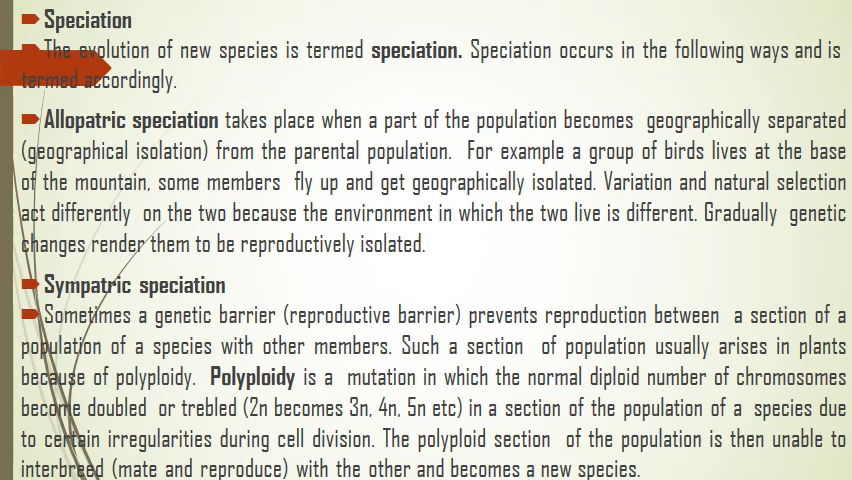 Speciation
The evolution of new species is termed speciation. Speciation occurs in the following ways and is
termed accordingly.
Allopatric speciation takes place when a part of the population becomes geographically separated
(geographical isolation) from the parental population. For example a group of birds lives at the base
of the mountain, some members fly up and get geographically isolated. Variation and natural selection
act differently on the two because the environment in which the two live is different. Gradually genetic
changes render them to be reproductively isolated.
Sympatric speciation
Sometimes a genetic barrier (reproductive barrier) prevents reproduction between a section of a
population of a species with other members. Such a section of population usually arises in plants
because of polyploidy. Polyploidy is a mutation in which the normal diploid number of chromosomes
become doubled or trebled (2n becomes 3n, 4n, 5n etc) in a section of the population of a species due
to certain irregularities during cell division. The polyploid section of the population is then unable to
interbreed (mate and reproduce) with the other and becomes a new species.